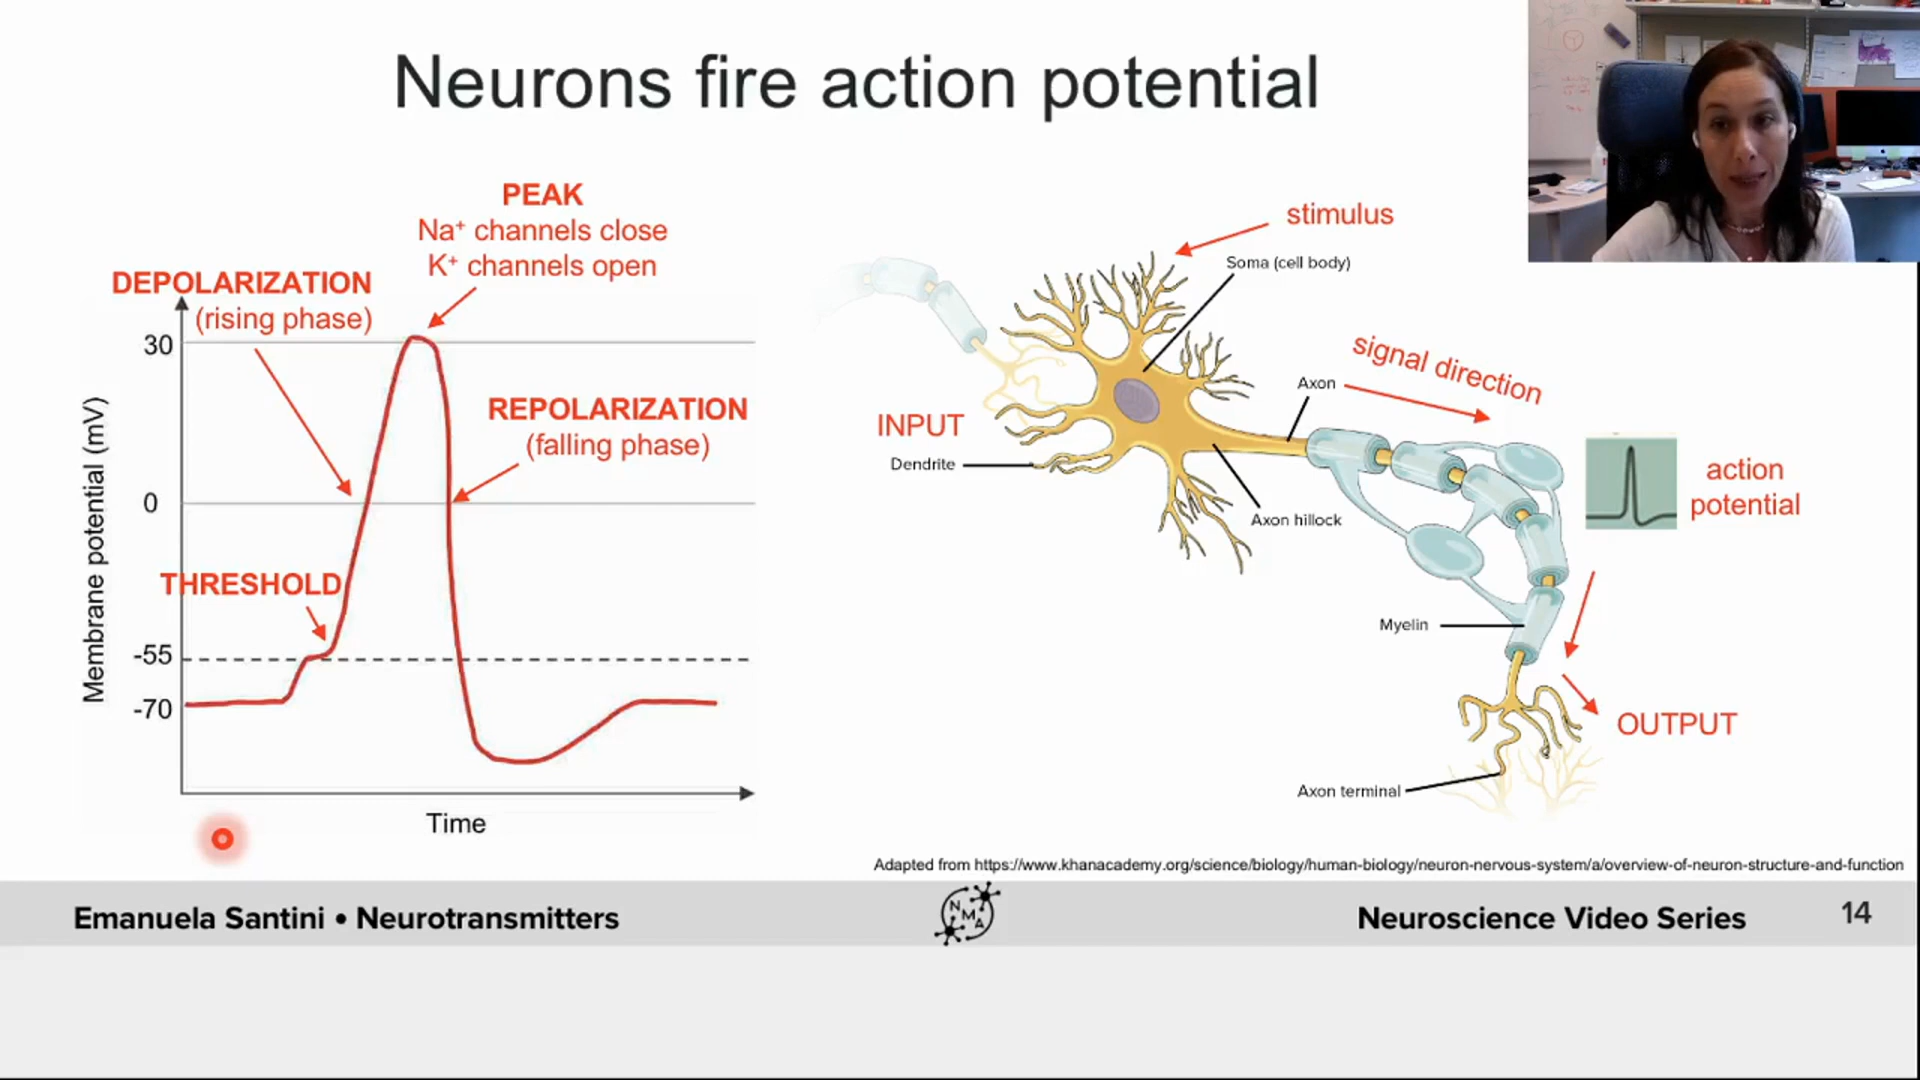 Neurons fire action potential
PEAK
Na⁺ channels close
K⁺ channels open
DEPOLARIZATION
(rising phase)
30
REPOLARIZATION
(falling phase)
0
THRESHOLD
-55
-70
Membrane potential (mV)
Time
stimulus
Soma (cell body)
signal direction
Axon
INPUT
Dendrite
Axon hillock
action
potential
Myelin
OUTPUT
Axon terminal
Adapted from https://www.khanacademy.org/science/biology/human-biology/neuron-nervous-system/a/overview-of-neuron-structure-and-function
Emanuela Santini • Neurotransmitters
N
M
A
Neuroscience Video Series
14